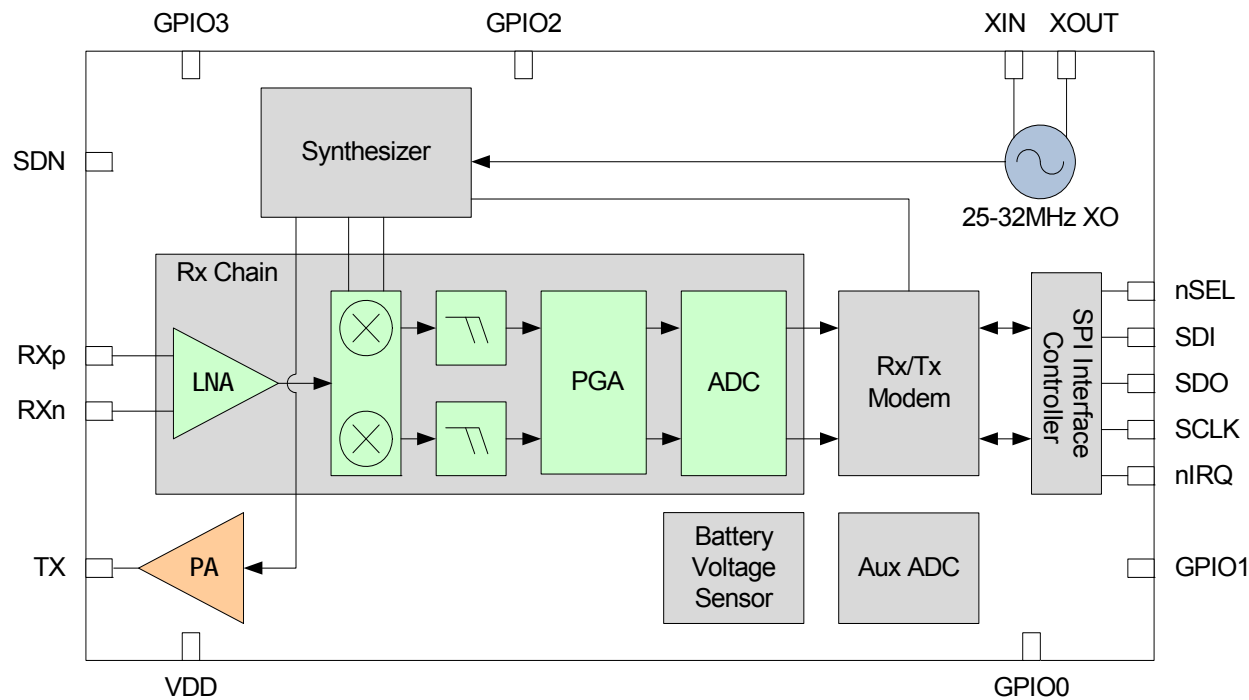 GPIO3
GPIO2
XIN
XOUT
SDN
Synthesizer
25-32MHz XO
Rx Chain
LNA
PGA
ADC
Rx/Tx
Modem
SPI Interface
Controller
RXp
RXn
nSEL
SDI
SDO
SCLK
nIRQ
TX
PA
Battery
Voltage
Sensor
Aux ADC
GPIO1
VDD
GPIO0